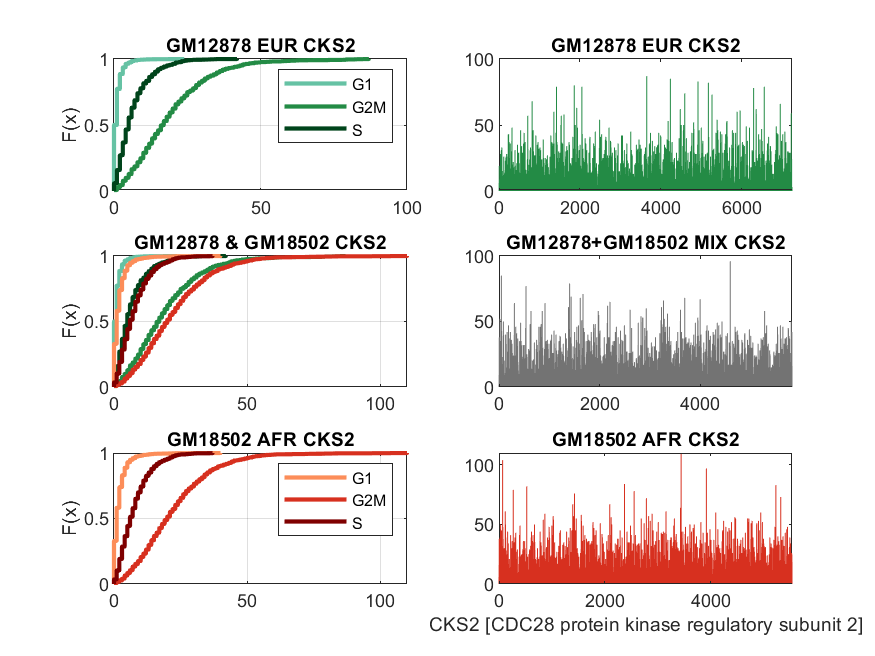 GM12878 EUR CKS2
1
0.5
0
F(x)
0
50
100
G1
G2M
S
GM12878 EUR CKS2
100
50
0
0
2000
4000
6000
GM12878 & GM18502 CKS2
1
0.5
0
F(x)
0
50
100
GM12878+GM18502 MIX CKS2
100
50
0
0
2000
4000
GM18502 AFR CKS2
1
0.5
0
F(x)
0
50
100
G1
G2M
S
GM18502 AFR CKS2
100
50
0
0
2000
4000
CKS2 [CDC28 protein kinase regulatory subunit 2]